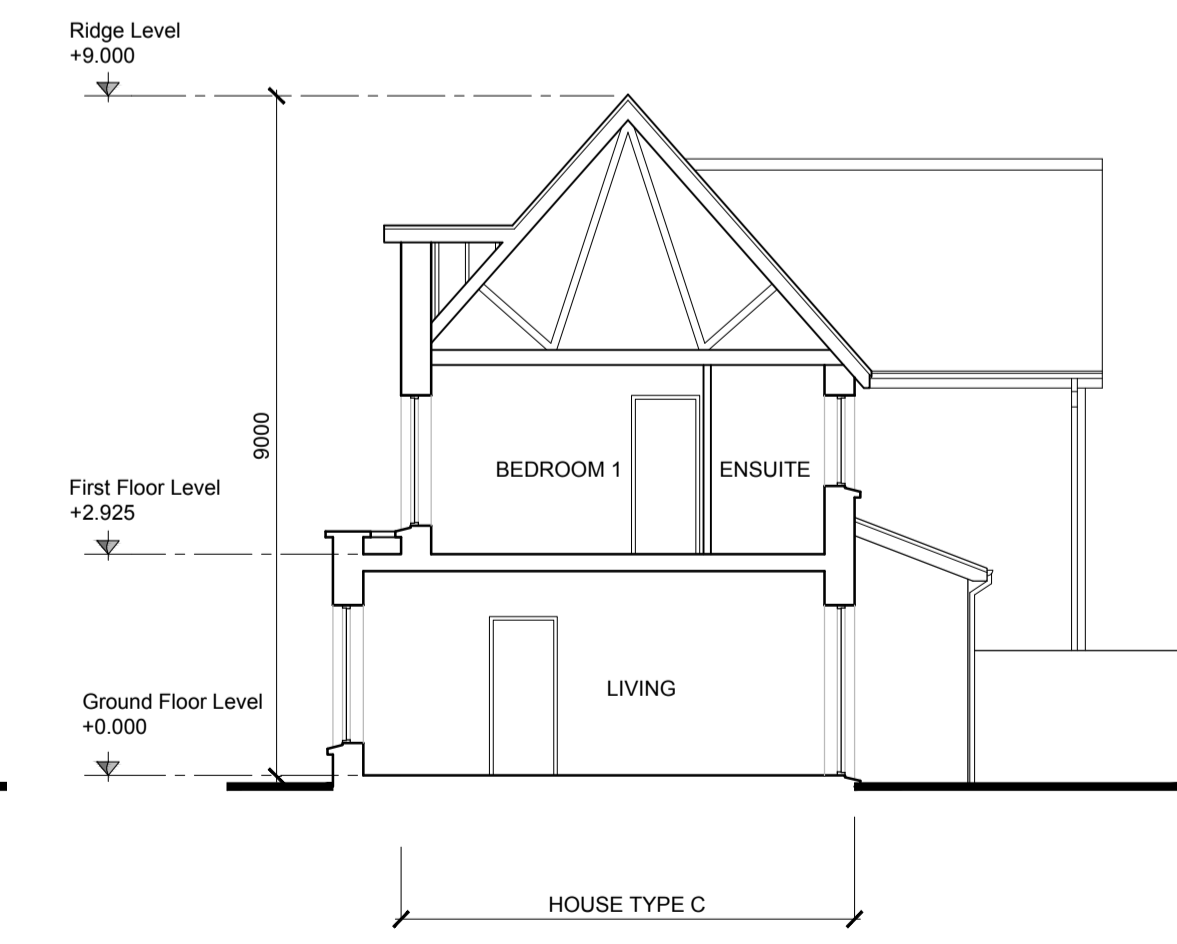 Ridge Level
+9.000
9000
First Floor Level
+2.925
BEDROOM 1
ENSUITE
LIVING
Ground Floor Level
+0.000
HOUSE TYPE C